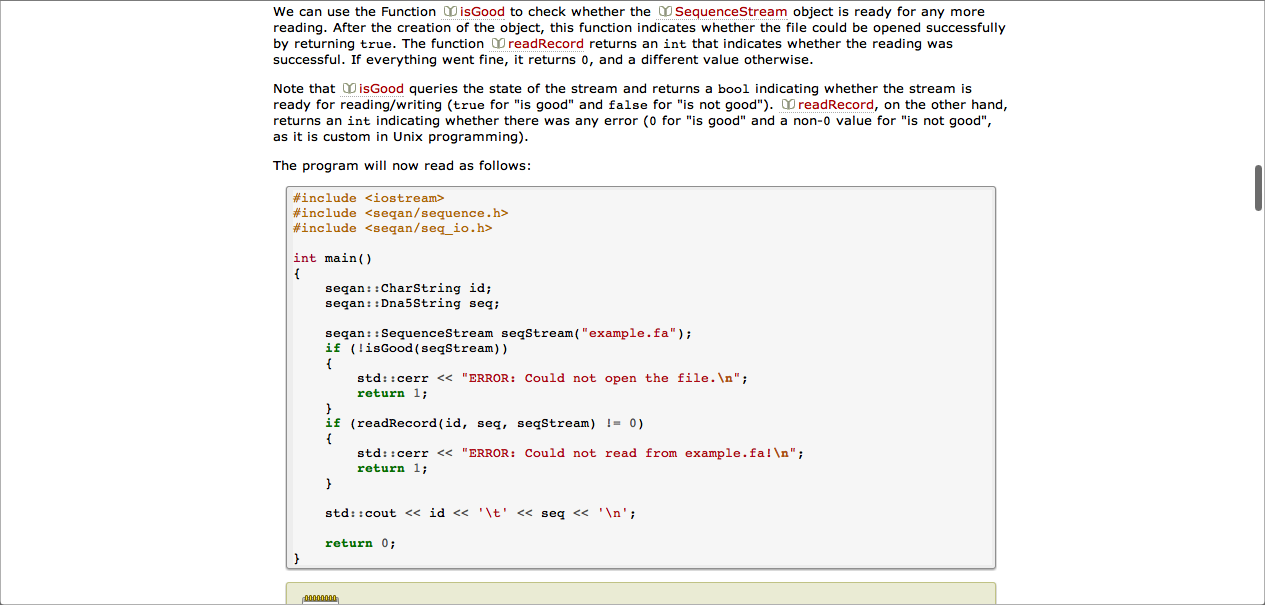 We can use the Function isGood to check whether the SequenceStream object is ready for any more
reading. After the creation of the object, this function indicates whether the file could be opened successfully
by returning true. The function readRecord returns an int that indicates whether the reading was
successful. If everything went fine, it returns 0, and a different value otherwise.
Note that isGood queries the state of the stream and returns a bool indicating whether the stream is
ready for reading/writing (true for "is good" and false for "is not good"). readRecord, on the other hand,
returns an int indicating whether there was any error (0 for "is good" and a non-0 value for "is not good",
as it is custom in Unix programming).
The program will now read as follows:
#include <iostream>
#include <seqan/sequence.h>
#include <seqan/seq_io.h>
int main()
{
    seqan::CharString id;
    seqan::Dna5String seq;
    seqan::SequenceStream seqStream("example.fa");
    if (!isGood(seqStream))
    {
        std::cerr << "ERROR: Could not open the file.\n";
        return 1;
    }
    if (readRecord(id, seq, seqStream) != 0)
    {
        std::cerr << "ERROR: Could not read from example.fa!\n";
        return 1;
    }
    std::cout << id << '\t' << seq << '\n';
    return 0;
}